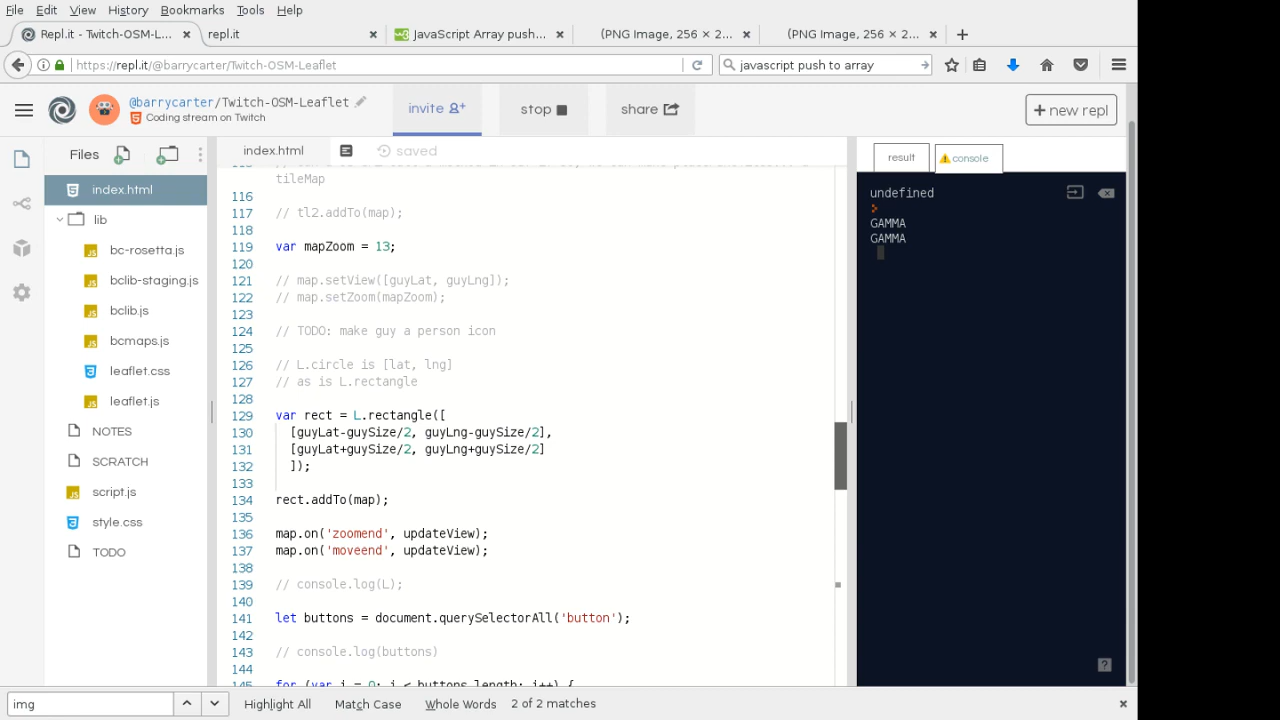 File Edit View History Bookmarks Tools Help
Repl.it - Twitch-OSM-L... × repl.it × JavaScript Array push... × (PNG Image, 256 × 2... × (PNG Image, 256 × 2... × +
https://repl.it/@barrycarter/Twitch-OSM-Leaflet javascript push to array
@barrycarter/Twitch-OSM-Leaflet
Coding stream on Twitch
invite stop share + new repl
Files index.html saved result console
index.html
lib
bc-rosetta.js
bclib-staging.js
bclib.js
bcmaps.js
leaflet.css
leaflet.js
NOTES
SCRATCH
script.js
style.css
TODO
tileMap
116
117 // tl2.addTo(map);
118
119 var mapZoom = 13;
120
121 // map.setView([guyLat, guyLng]);
122 // map.setZoom(mapZoom);
123
124 // TODO: make guy a person icon
125
126 // L.circle is [lat, lng]
127 // as is L.rectangle
128
129 var rect = L.rectangle([
130 [guyLat-guySize/2, guyLng-guySize/2],
131 [guyLat+guySize/2, guyLng+guySize/2]
132 ]);
133
134 rect.addTo(map);
135
136 map.on('zoomend', updateView);
137 map.on('moveend', updateView);
138
139 // console.log(L);
140
141 let buttons = document.querySelectorAll('button');
142
143 // console.log(buttons)
144
145 for (var i = 0; i < buttons.length; i++) {
undefined
>
GAMMA
GAMMA
?
img Highlight All Match Case Whole Words 2 of 2 matches ×